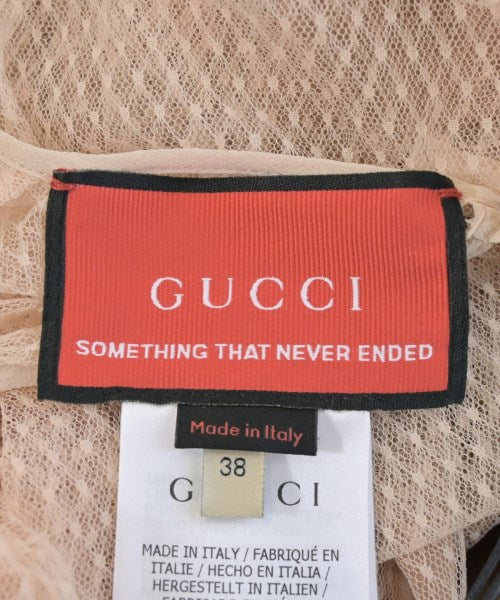 GUCCI
SOMETHING THAT NEVER ENDED
Made in Italy
38
G CCI
MADE IN ITALY / FABRIQUÉ EN
ITALIE / HECHO EN ITALIA /
HERGESTELLT IN ITALIEN /